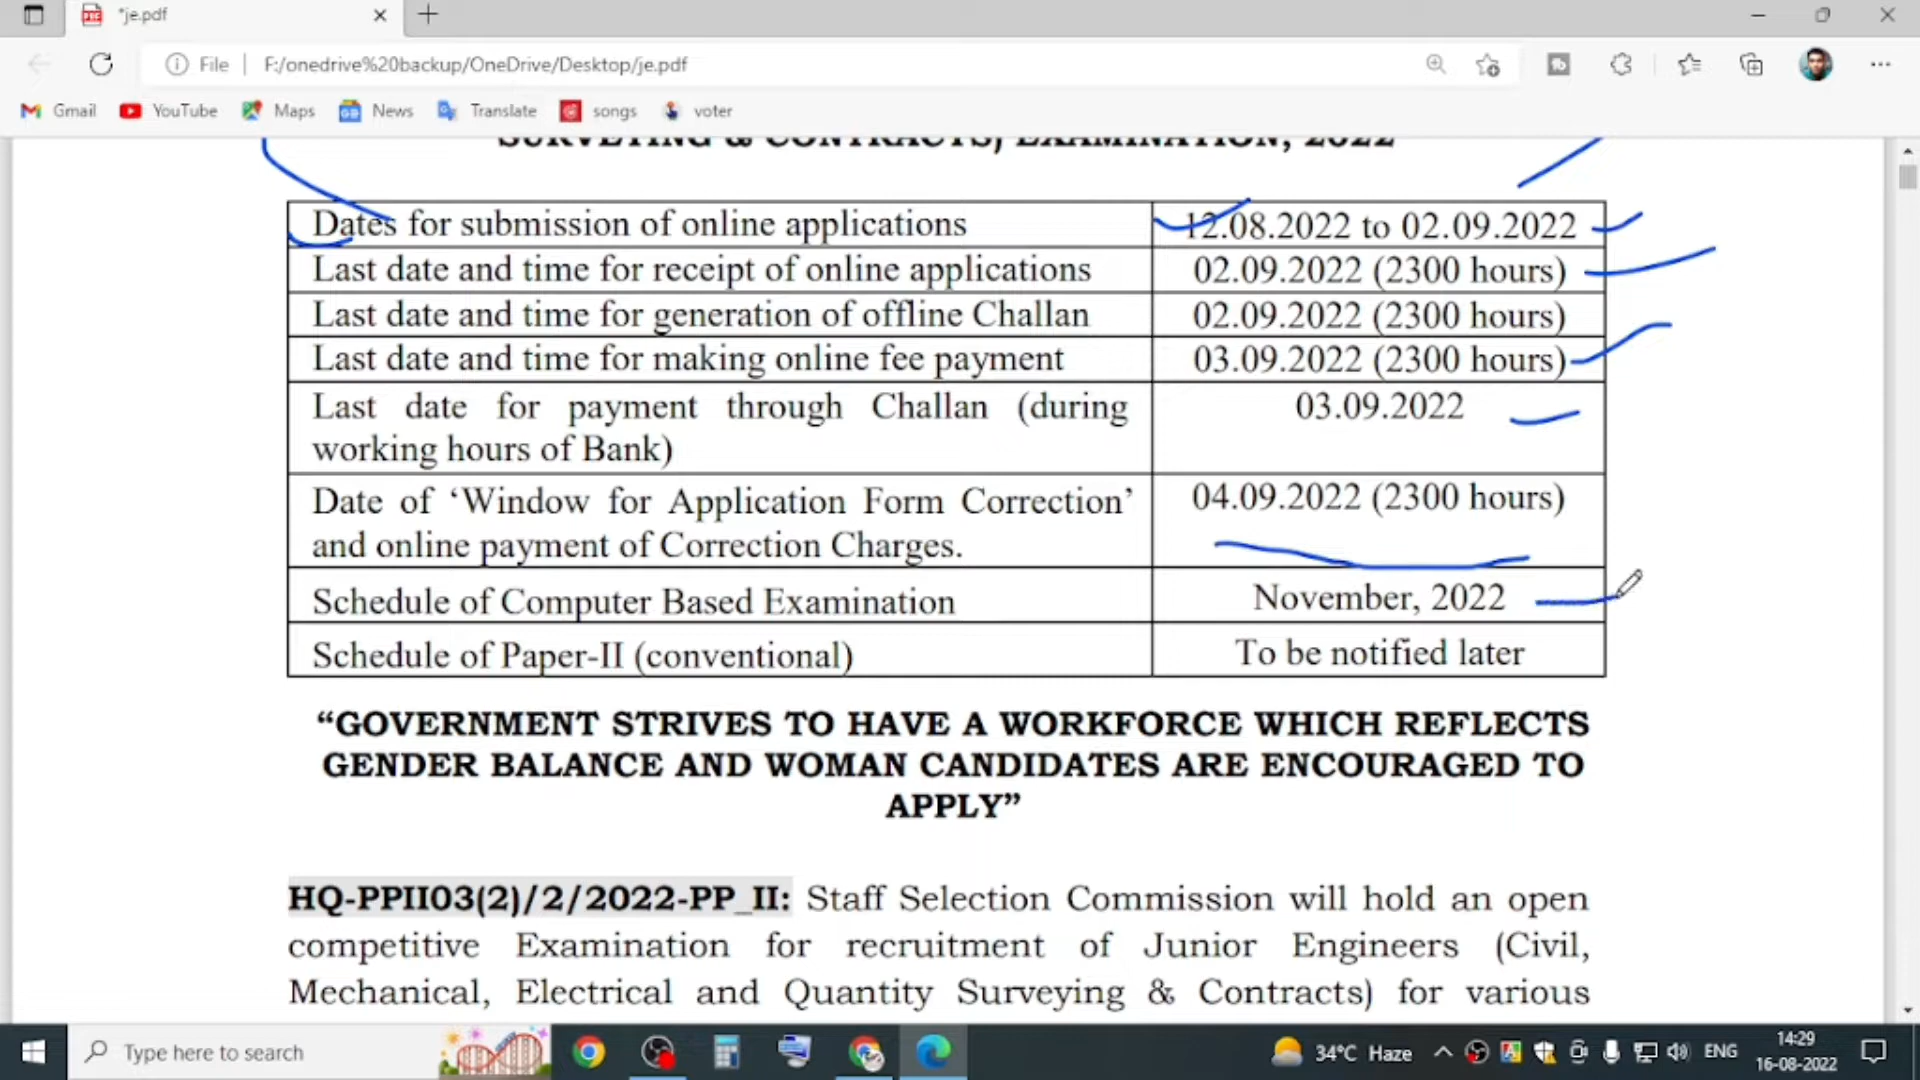 *je.pdf
File
F:/onedrive%20backup/OneDrive/Desktop/je.pdf
Gmail YouTube Maps News Translate songs voter
SURVEYING & CONTRACTS) EXAMINATION, 2022
Dates for submission of online applications 12.08.2022 to 02.09.2022
Last date and time for receipt of online applications 02.09.2022 (2300 hours)
Last date and time for generation of offline Challan 02.09.2022 (2300 hours)
Last date and time for making online fee payment 03.09.2022 (2300 hours)
Last date for payment through Challan (during 03.09.2022
working hours of Bank)
Date of ‘Window for Application Form Correction’ 04.09.2022 (2300 hours)
and online payment of Correction Charges.
Schedule of Computer Based Examination November, 2022
Schedule of Paper-II (conventional) To be notified later
“GOVERNMENT STRIVES TO HAVE A WORKFORCE WHICH REFLECTS
GENDER BALANCE AND WOMAN CANDIDATES ARE ENCOURAGED TO
APPLY”
HQ-PPII03(2)/2/2022-PP_II: Staff Selection Commission will hold an open
competitive Examination for recruitment of Junior Engineers (Civil,
Mechanical, Electrical and Quantity Surveying & Contracts) for various
Type here to search
34°C Haze
ENG
14:29
16-08-2022